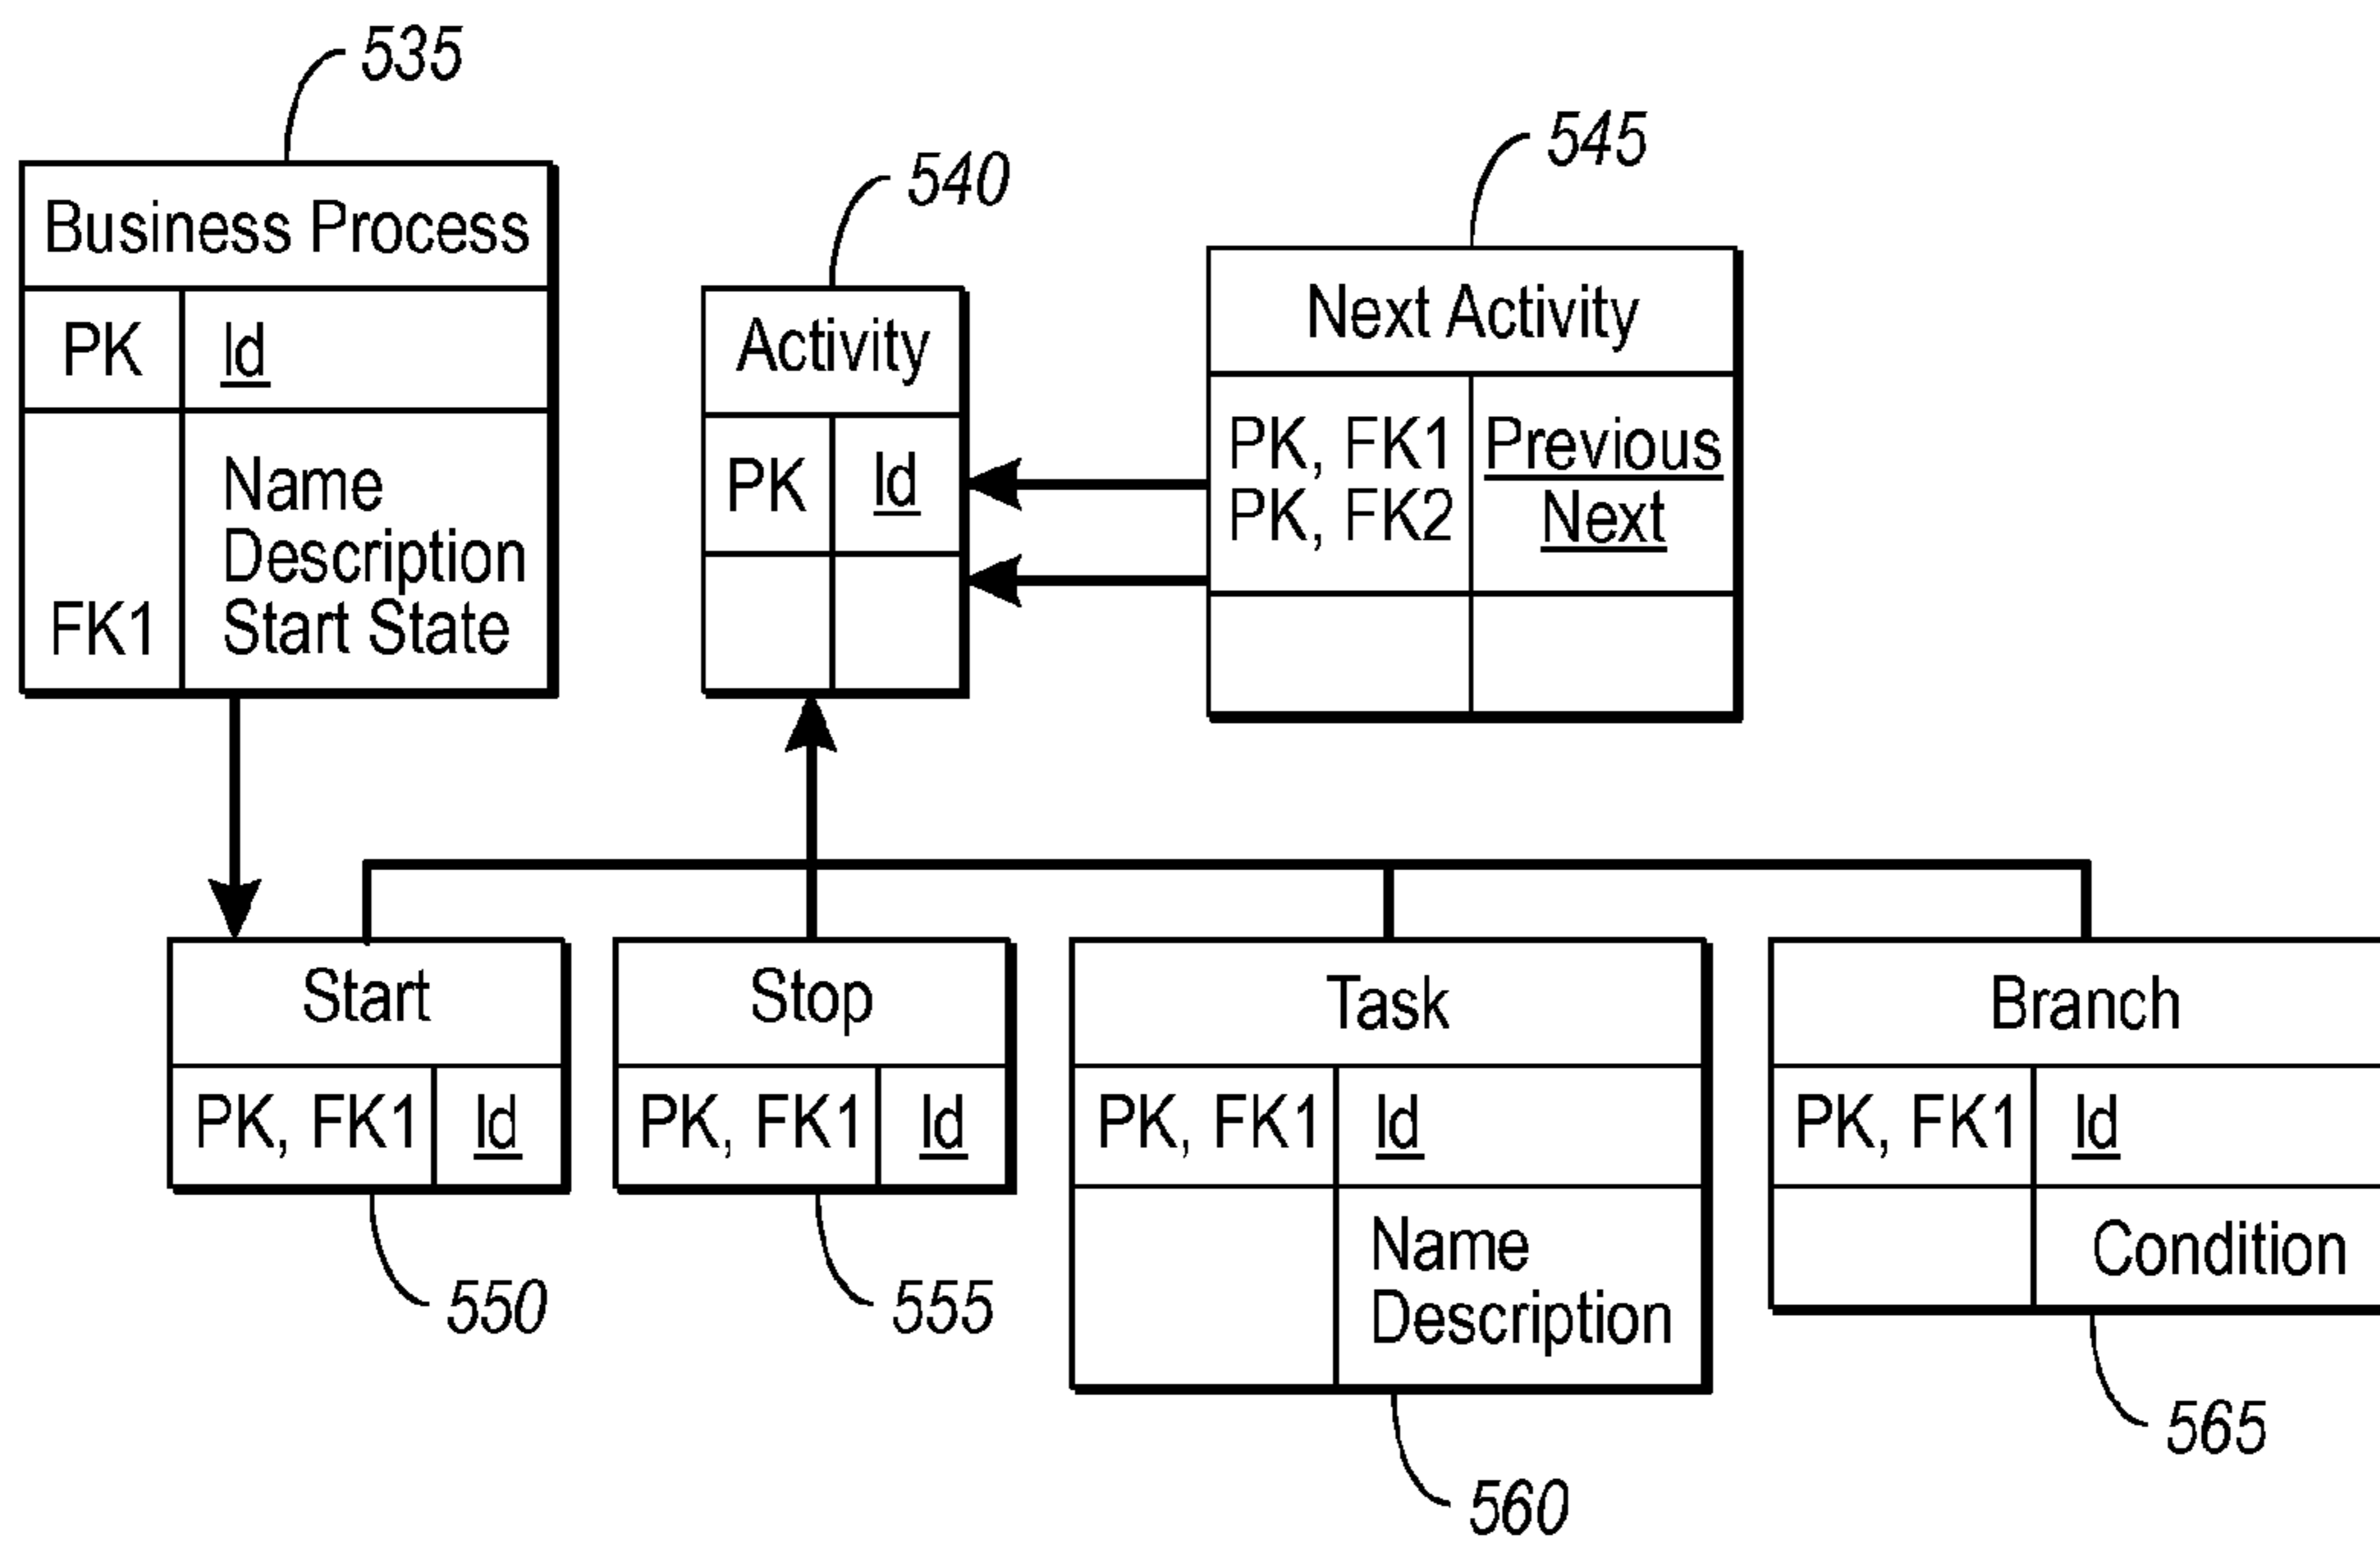 535
Business Process
PK Id
Name
Description
FK1 Start State
540
Activity
PK Id
545
Next Activity
PK, FK1 Previous
PK, FK2 Next
Start
PK, FK1 Id
550
Stop
PK, FK1 Id
555
Task
PK, FK1 Id
Name
Description
560
Branch
PK, FK1 Id
Condition
565